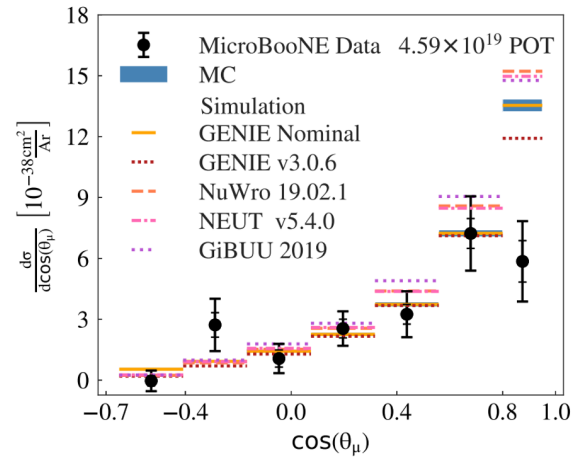 MicroBooNE Data 4.59×10¹⁹ POT
MC
Simulation
GENIE Nominal
GENIE v3.0.6
NuWro 19.02.1
NEUT v5.4.0
GiBUU 2019
18
15
12
9
6
3
0
−0.7
−0.4
0.0
0.4
0.8
1.0
cos(θμ)
dσ/dcos(θμ) [10⁻³⁸cm²/Ar]